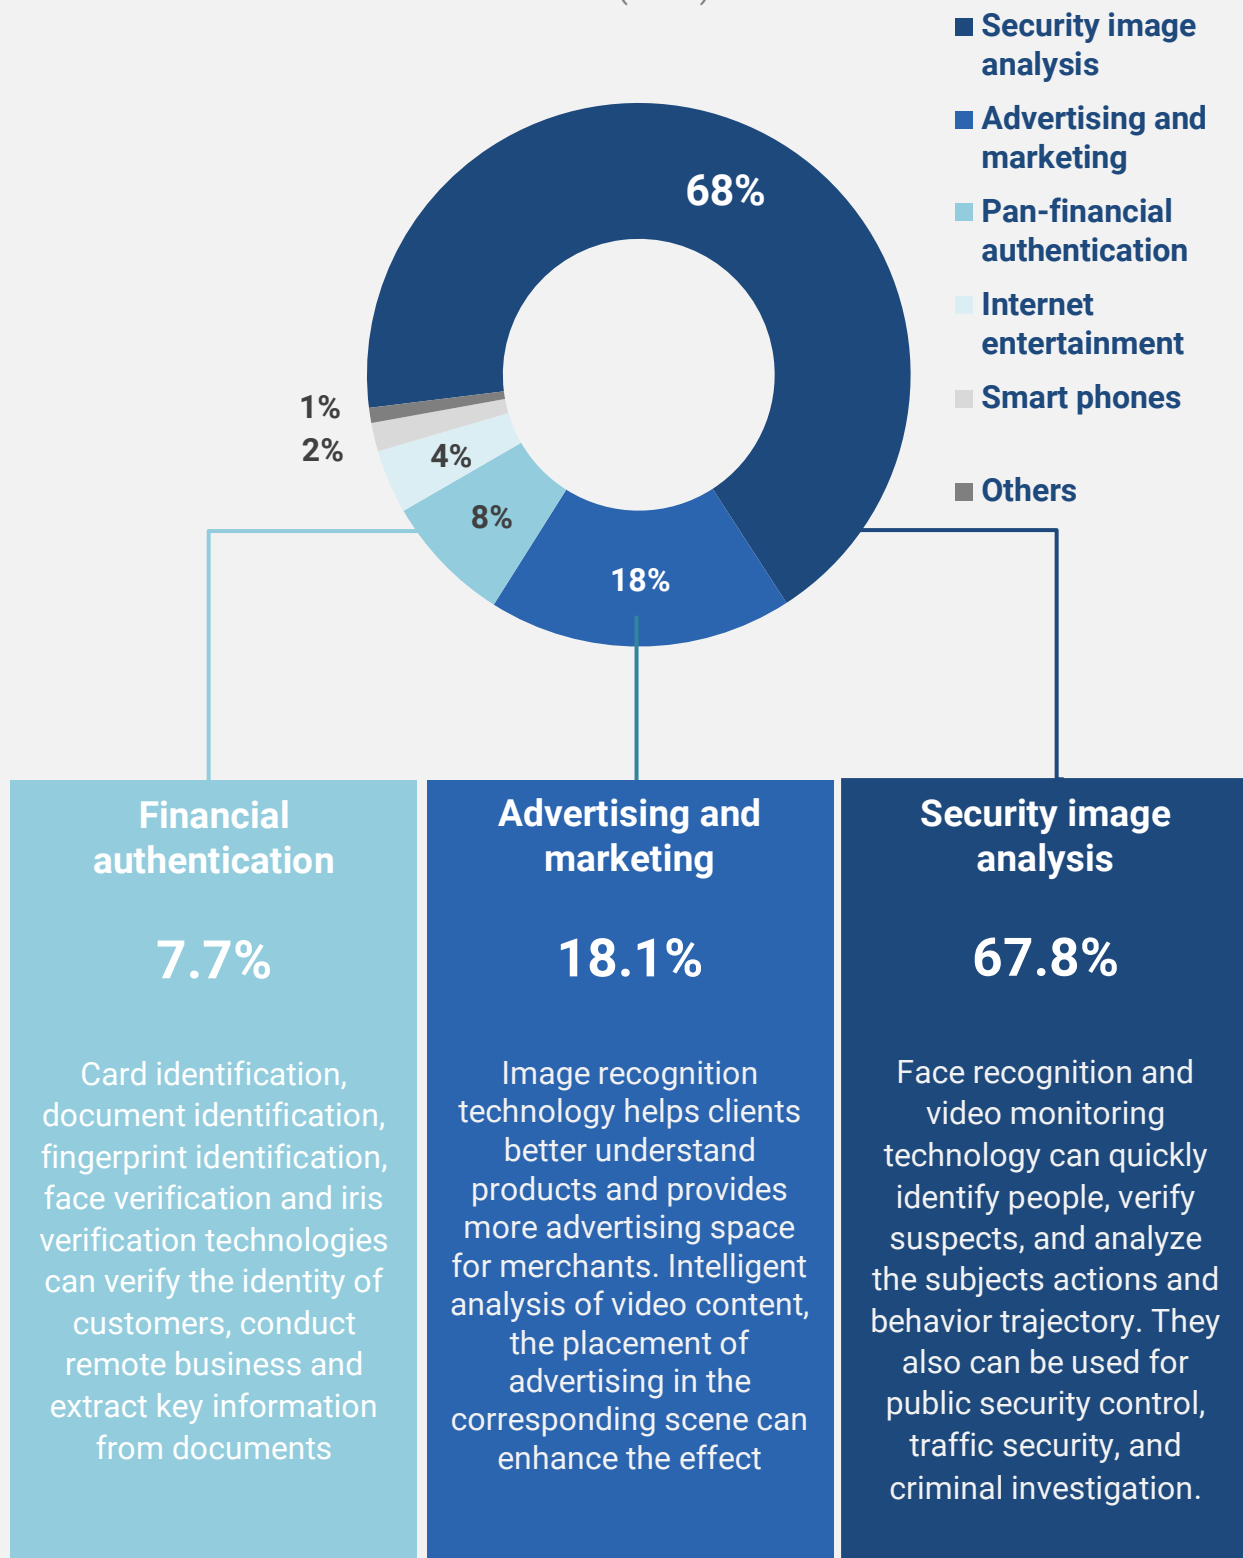 Security image
analysis
Advertising and
marketing
Pan-financial
authentication
Internet
entertainment
Smart phones
Others
68%
1%
2%
4%
8%
18%
Financial
authentication
7.7%
Card identification,
document identification,
fingerprint identification,
face verification and iris
verification technologies
can verify the identity of
customers, conduct
remote business and
extract key information
from documents
Advertising and
marketing
18.1%
Image recognition
technology helps clients
better understand
products and provides
more advertising space
for merchants. Intelligent
analysis of video content,
the placement of
advertising in the
corresponding scene can
enhance the effect
Security image
analysis
67.8%
Face recognition and
video monitoring
technology can quickly
identify people, verify
suspects, and analyze
the subjects actions and
behavior trajectory. They
also can be used for
public security control,
traffic security, and
criminal investigation.